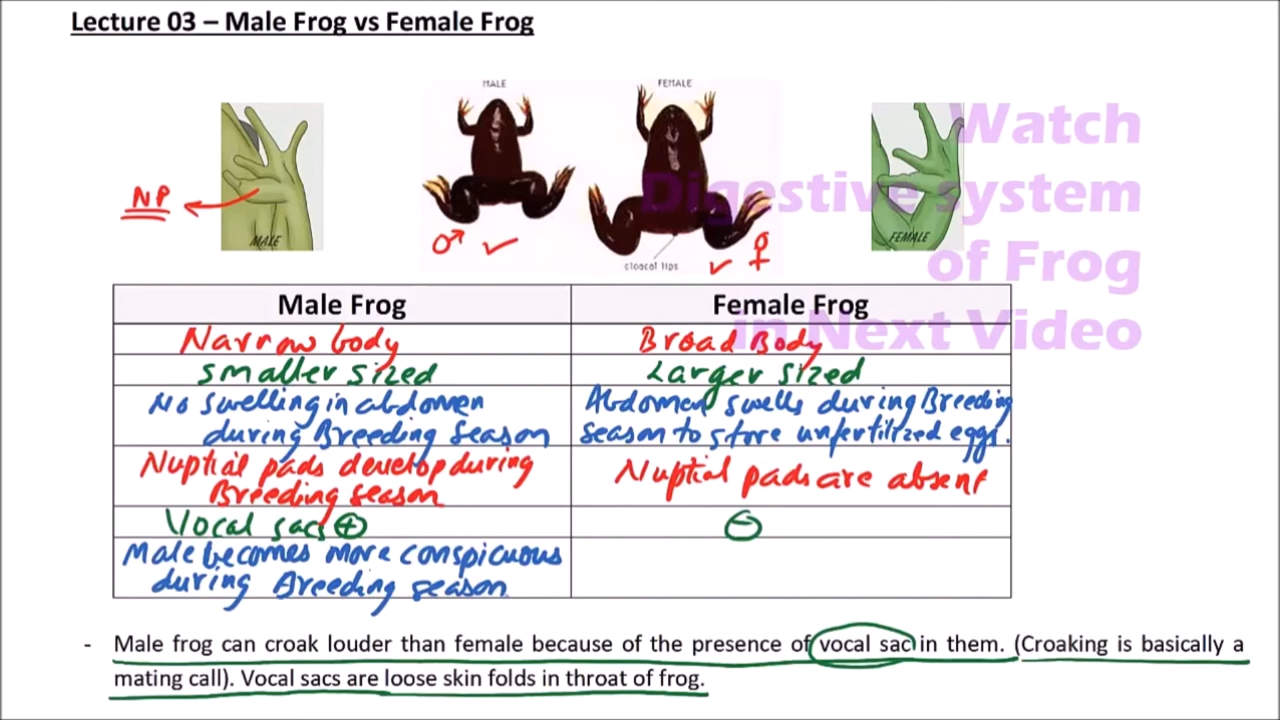 Lecture 03 – Male Frog vs Female Frog
MALE
FEMALE
Watch
Digestive system
of Frog
in Next Video
NP
MALE
♂ ✓
cloacal lips
✓ ♀
FEMALE
Male Frog
Female Frog
Narrow body
Broad Body
Smaller sized
Larger sized
No swelling in abdomen
during Breeding Season
Abdomen swells during Breeding
season to store unfertilized eggs.
Nuptial pads develop during
Breeding season
Nuptial pads are absent
Vocal sacs ⊕
⊖
Male becomes more conspicuous
during Breeding season.
- Male frog can croak louder than female because of the presence of vocal sac in them. (Croaking is basically a
mating call). Vocal sacs are loose skin folds in throat of frog.